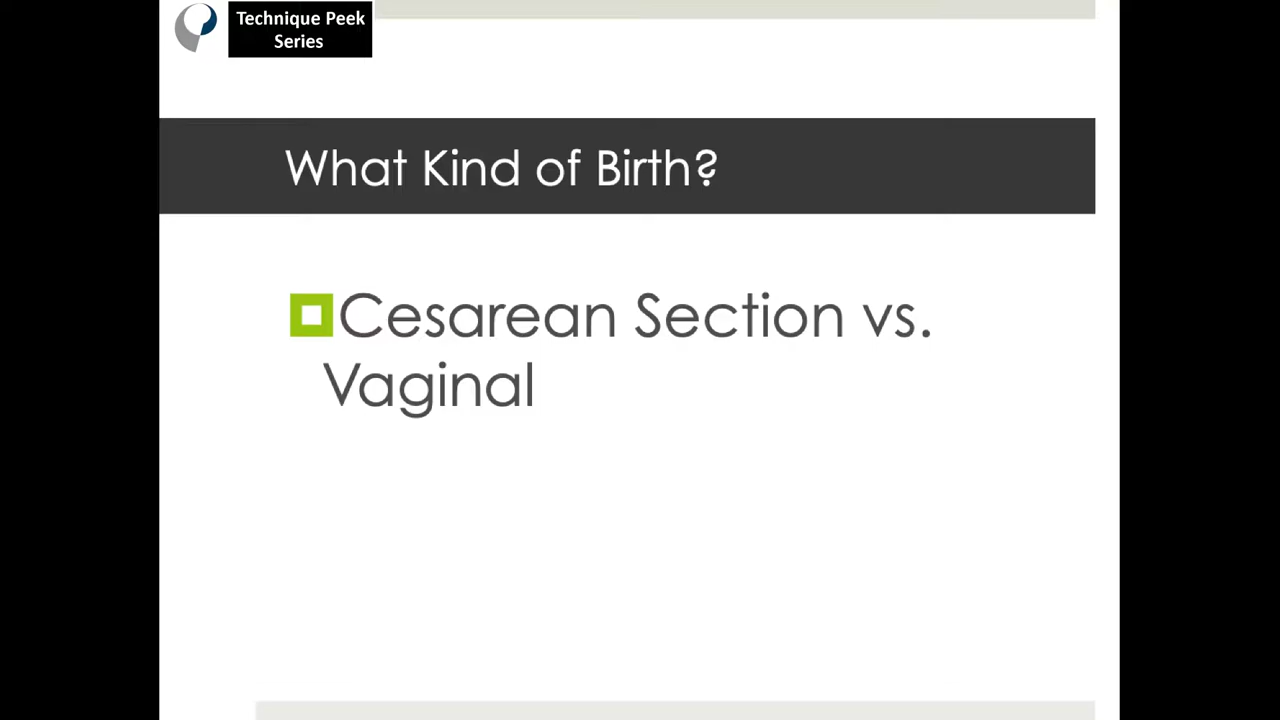 Technique Peek
Series
What Kind of Birth?
Cesarean Section vs.
Vaginal